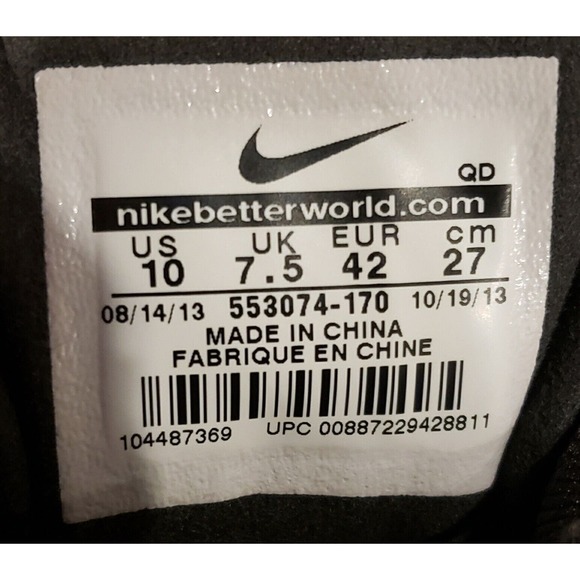 QD
nikebetterworld.com
US UK EUR cm
10 7.5 42 27
08/14/13 553074-170 10/19/13
MADE IN CHINA
FABRIQUE EN CHINE
104487369 UPC 00887229428811